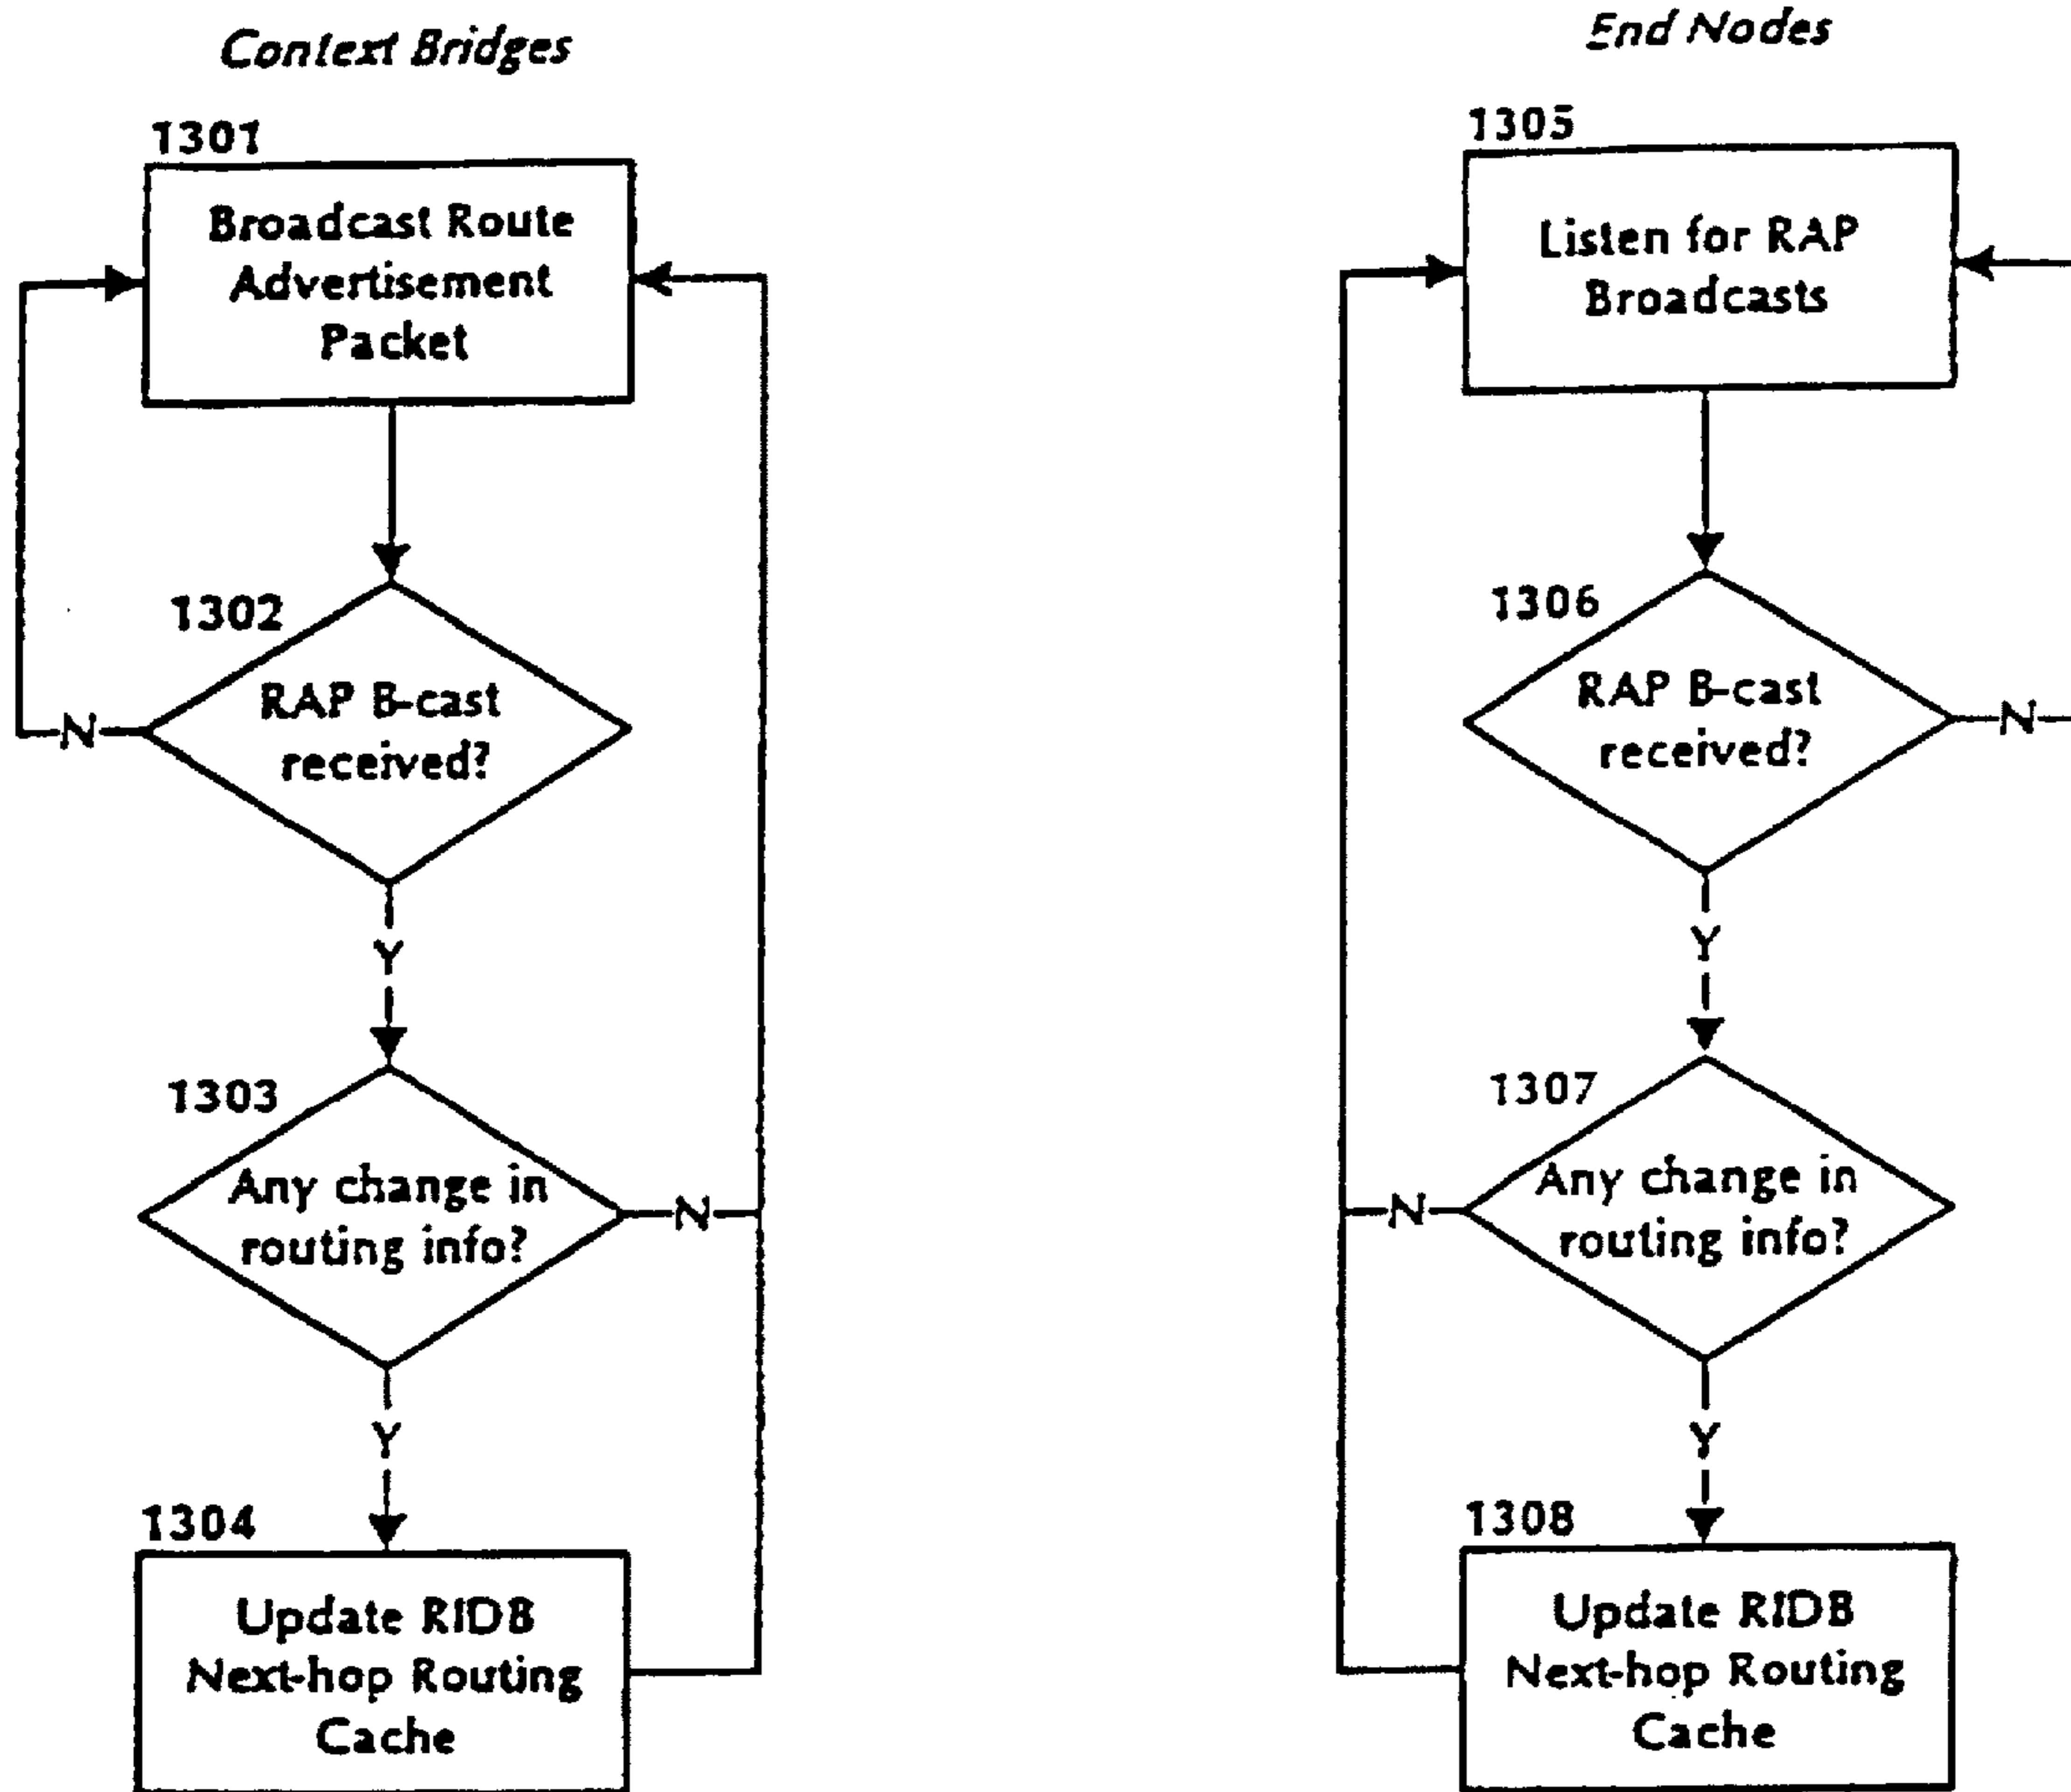 Context Bridges
1301
Broadcast Route
Advertisement
Packet
1302
RAP B-cast
received?
N
Y
1303
Any change in
routing info?
N
Y
1304
Update RIDB
Next-hop Routing
Cache
End Nodes
1305
Listen for RAP
Broadcasts
1306
RAP B-cast
received?
N
Y
1307
Any change in
routing info?
N
Y
1308
Update RIDB
Next-hop Routing
Cache